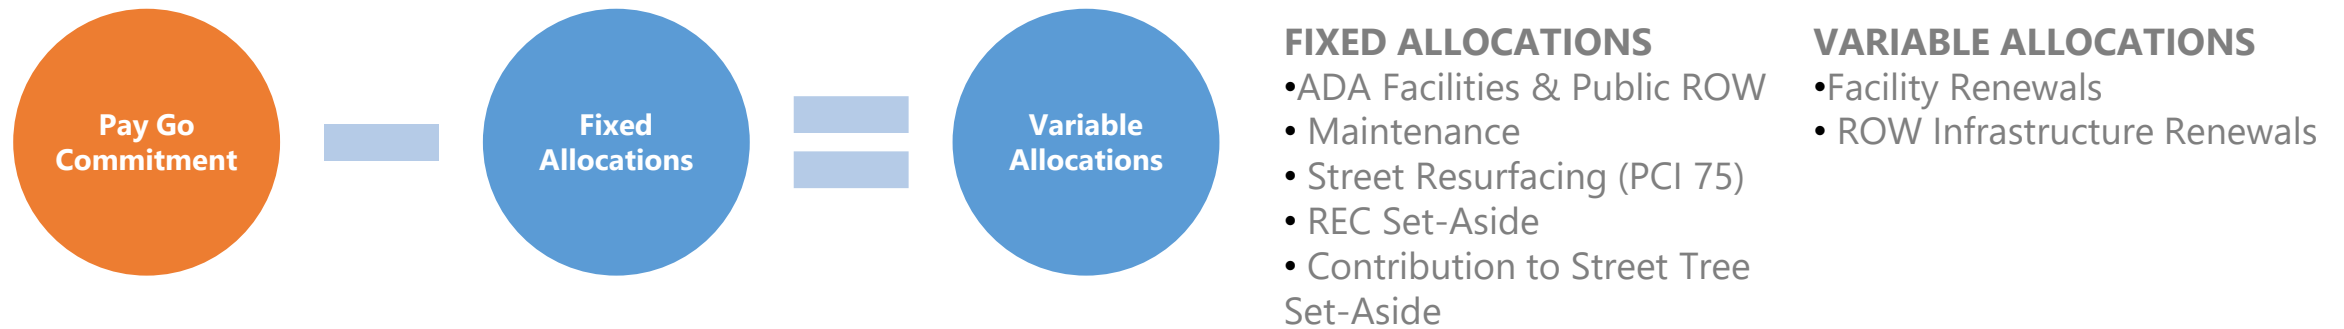 Pay Go
Commitment
Fixed
Allocations
Variable
Allocations
FIXED ALLOCATIONS
•ADA Facilities & Public ROW
• Maintenance
• Street Resurfacing (PCI 75)
• REC Set-Aside
• Contribution to Street Tree
Set-Aside
VARIABLE ALLOCATIONS
•Facility Renewals
• ROW Infrastructure Renewals